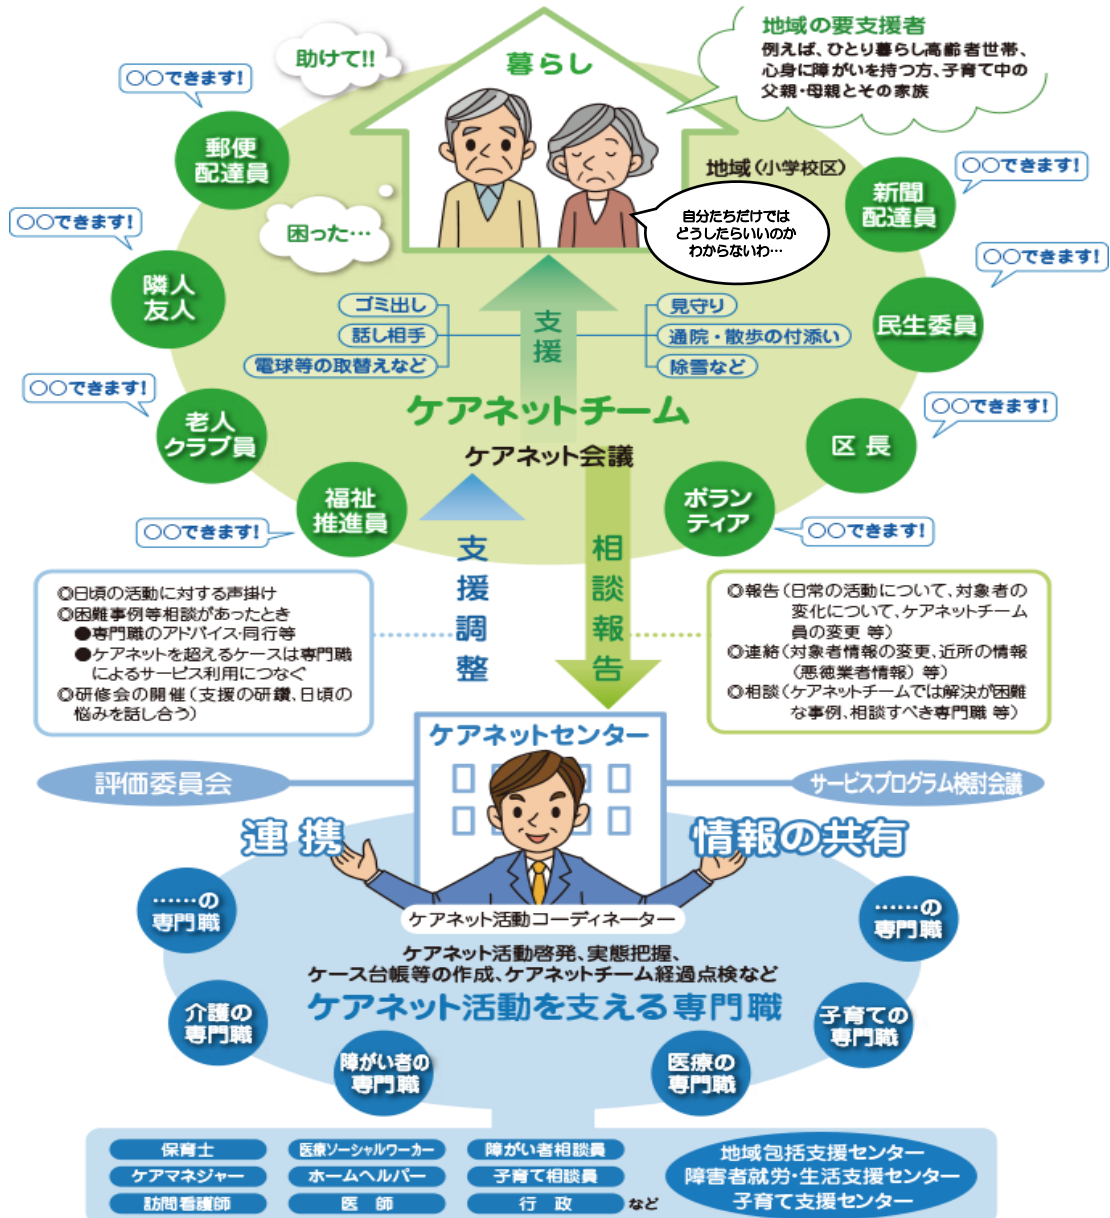 地域の要支援者
例えば、ひとり暮らし高齢者世帯、
心身に障がいを持つ方、子育て中の
父親・母親とその家族
助けて!!
暮らし
○○できます!
郵便
配達員
地域(小学校区)
○○できます!
新聞
配達員
○○できます!
困った…
自分たちだけでは
どうしたらいいのか
わからないわ…
○○できます!
隣人
友人
民生委員
ゴミ出し
話し相手
電球等の取替えなど
支援
見守り
通院・散歩の付添い
除雪など
○○できます!
老人
クラブ員
ケアネットチーム
ケアネット会議
○○できます!
区長
福祉
推進員
○○できます!
ボラン
ティア
○○できます!
支援調整
相談報告
◎日頃の活動に対する声掛け
◎困難事例等相談があったとき
●専門職のアドバイス・同行等
●ケアネットを超えるケースは専門職
によるサービス利用につなぐ
◎研修会の開催(支援の研鑽、日頃の
悩みを話し合う)
◎報告(日常の活動について、対象者の
変化について、ケアネットチーム
員の変更 等)
◎連絡(対象者情報の変更、近所の情報
(悪徳業者情報) 等)
◎相談(ケアネットチームでは解決が困難
な事例、相談すべき専門職 等)
ケアネットセンター
評価委員会
サービスプログラム検討会議
連携
情報の共有
……の
専門職
……の
専門職
ケアネット活動コーディネーター
ケアネット活動啓発、実態把握、
ケース台帳等の作成、ケアネットチーム経過点検など
ケアネット活動を支える専門職
介護の
専門職
障がい者の
専門職
医療の
専門職
子育ての
専門職
保育士
医療ソーシャルワーカー
障がい者相談員
ケアマネジャー
ホームヘルパー
子育て相談員
訪問看護師
医師
行政
など
地域包括支援センター
障害者就労・生活支援センター
子育て支援センター